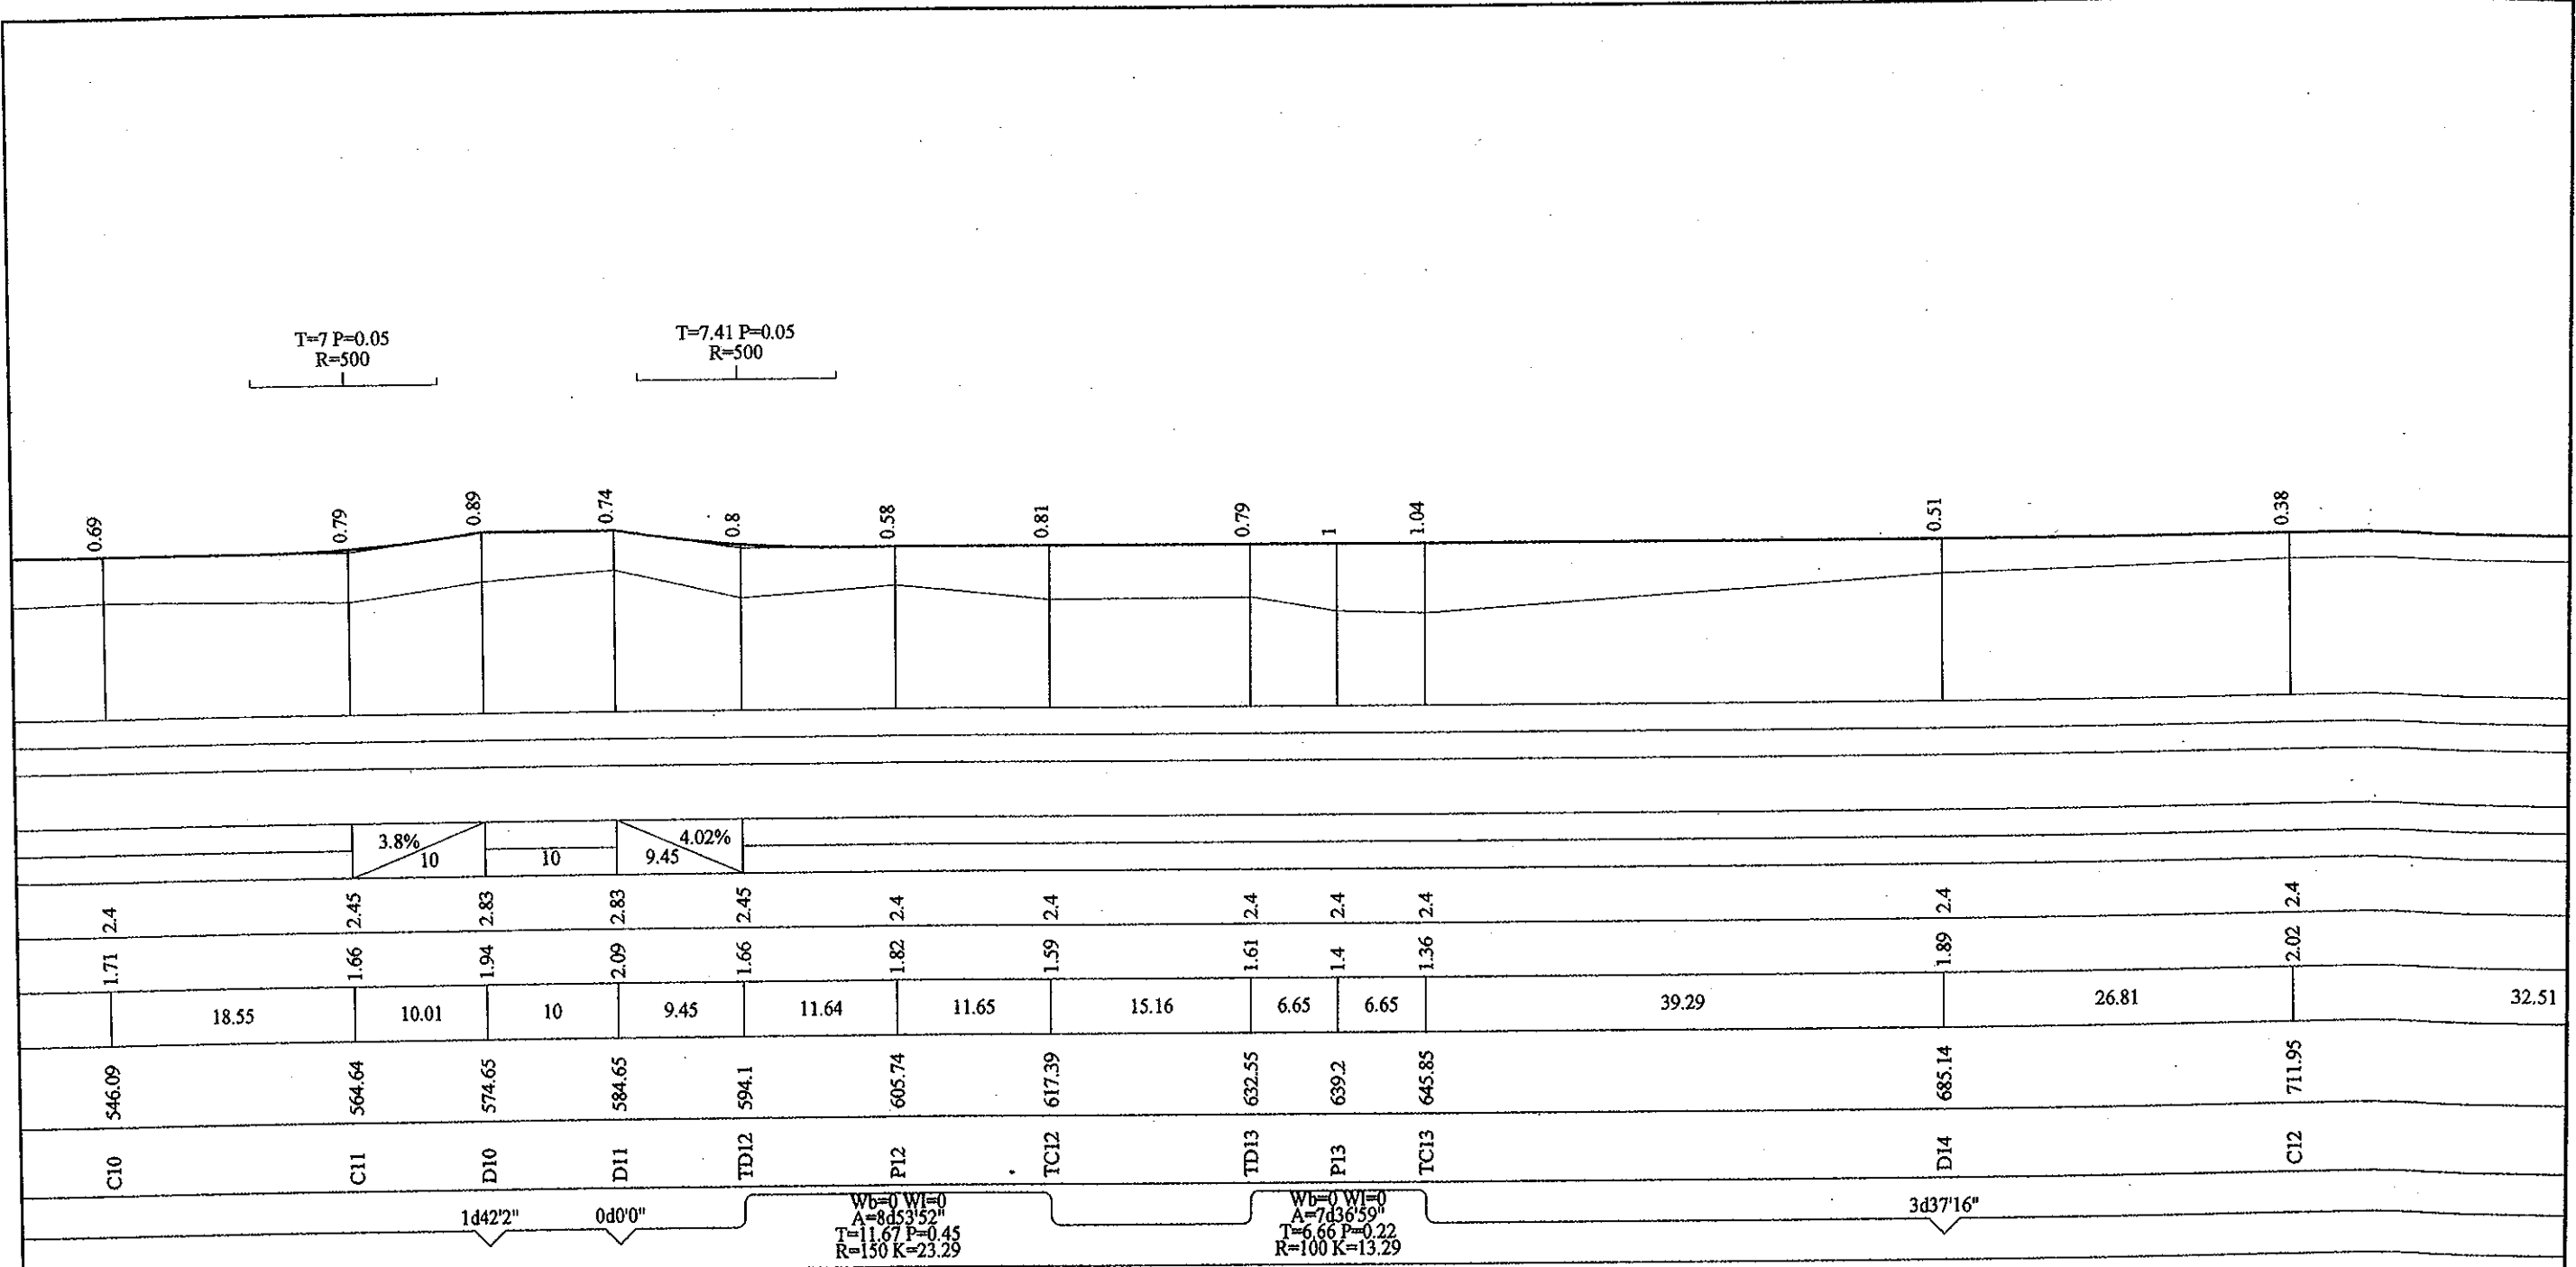 T=7 P=0.05
R=500
T=7.41 P=0.05
R=500
0.69 0.79 0.89 0.74 0.8 0.58 0.81 0.79 1 1.04 0.51 0.38
3.8% 4.02%
10 10 9.45
2.4 2.45 2.83 2.83 2.45 2.4 2.4 2.4 2.4 2.4 2.4 2.4
1.71 1.66 1.94 2.09 1.66 1.82 1.59 1.61 1.4 1.36 1.89 2.02
18.55 10.01 10 9.45 11.64 11.65 15.16 6.65 6.65 39.29 26.81 32.51
546.09 564.64 574.65 584.65 594.1 605.74 617.39 632.55 639.2 645.85 685.14 711.95
C10 C11 D10 D11 TD12 P12 TC12 TD13 P13 TC13 D14 C12
1d42'2" 0d0'0"
Wb=0 Wl=0
A=8d53'52"
T=11.67 P=0.45
R=150 K=23.29
Wb=0 Wl=0
A=7d36'59"
T=6.66 P=0.22
R=100 K=13.29
3d37'16"